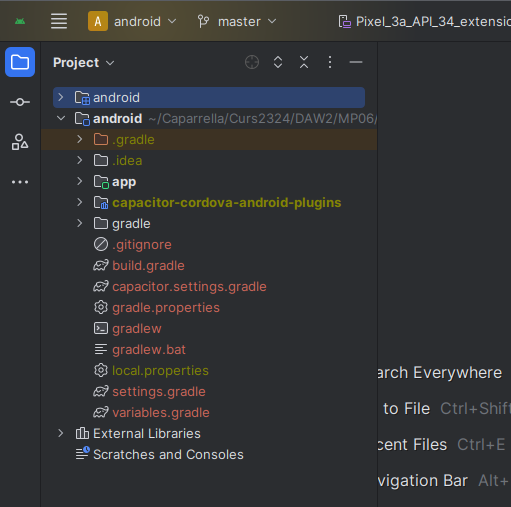 A android master Pixel_3a_API_34_extensio
Project
android
android ~/Caparrella/Curs2324/DAW2/MP06/
.gradle
.idea
app
capacitor-cordova-android-plugins
gradle
.gitignore
build.gradle
capacitor.settings.gradle
gradle.properties
gradlew
gradlew.bat
local.properties
settings.gradle
variables.gradle
External Libraries
Scratches and Consoles
arch Everywhere
to File Ctrl+Shift
cent Files Ctrl+E
vigation Bar Alt+